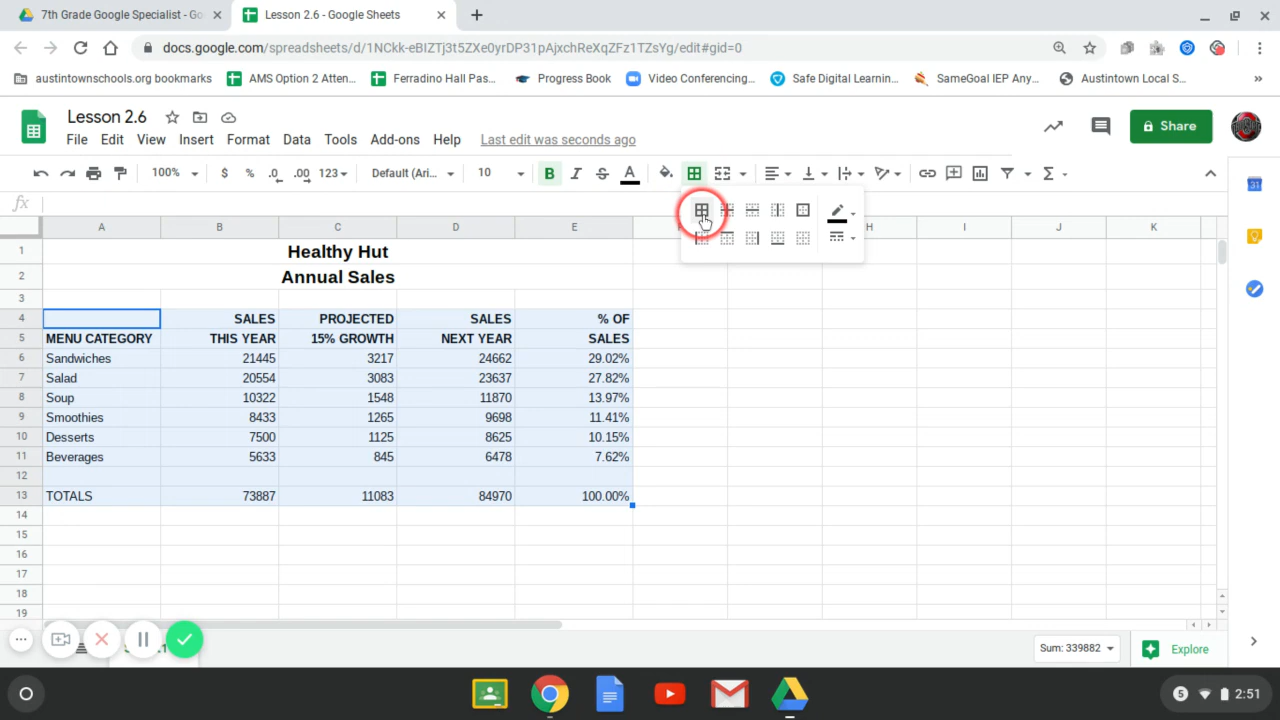 7th Grade Google Specialist - Go
Lesson 2.6 - Google Sheets
docs.google.com/spreadsheets/d/1NCkk-eBIZTj3t5ZXe0yrDP31pAjxchReXqZFz1TZsYg/edit#gid=0
austintownschools.org bookmarks AMS Option 2 Atten... Ferradino Hall Pas... Progress Book Video Conferencing... Safe Digital Learnin... SameGoal IEP Any... Austintown Local S... »
Lesson 2.6
File Edit View Insert Format Data Tools Add-ons Help Last edit was seconds ago
Share
100% $ % .0 .00 123 Default (Ari... 10 B I S A
fx
A B C D E H I J K
1 Healthy Hut
2 Annual Sales
3
4 SALES PROJECTED SALES % OF
5 MENU CATEGORY THIS YEAR 15% GROWTH NEXT YEAR SALES
6 Sandwiches 21445 3217 24662 29.02%
7 Salad 20554 3083 23637 27.82%
8 Soup 10322 1548 11870 13.97%
9 Smoothies 8433 1265 9698 11.41%
10 Desserts 7500 1125 8625 10.15%
11 Beverages 5633 845 6478 7.62%
12
13 TOTALS 73887 11083 84970 100.00%
14
15
16
17
18
19
Sum: 339882 Explore
5 2:51